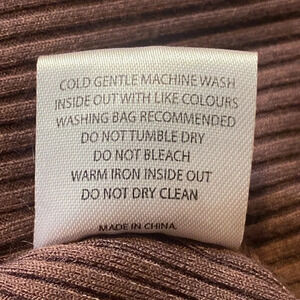 COLD GENTLE MACHINE WASH
INSIDE OUT WITH LIKE COLOURS
WASHING BAG RECOMMENDED
DO NOT TUMBLE DRY
DO NOT BLEACH
WARM IRON INSIDE OUT
DO NOT DRY CLEAN
MADE IN CHINA.